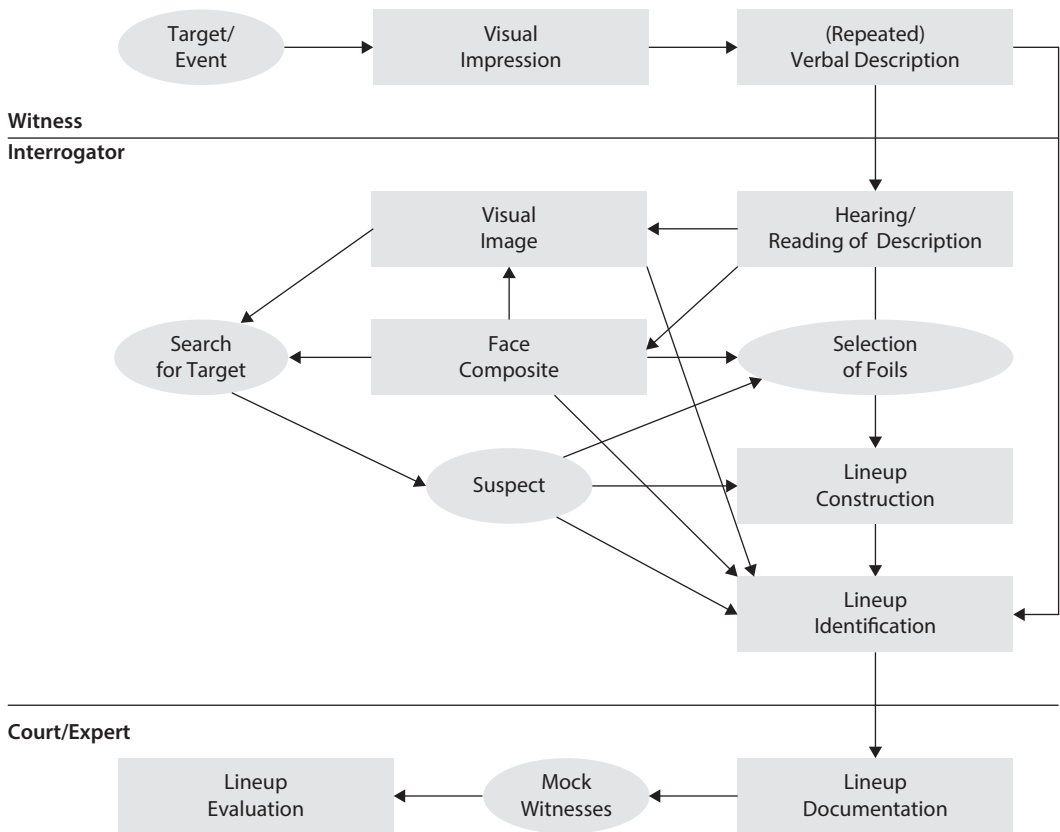 Target/
Event
Visual
Impression
(Repeated)
Verbal Description
Witness
Interrogator
Visual
Image
Hearing/
Reading of Description
Search
for Target
Face
Composite
Selection
of Foils
Suspect
Lineup
Construction
Lineup
Identification
Court/Expert
Lineup
Evaluation
Mock
Witnesses
Lineup
Documentation